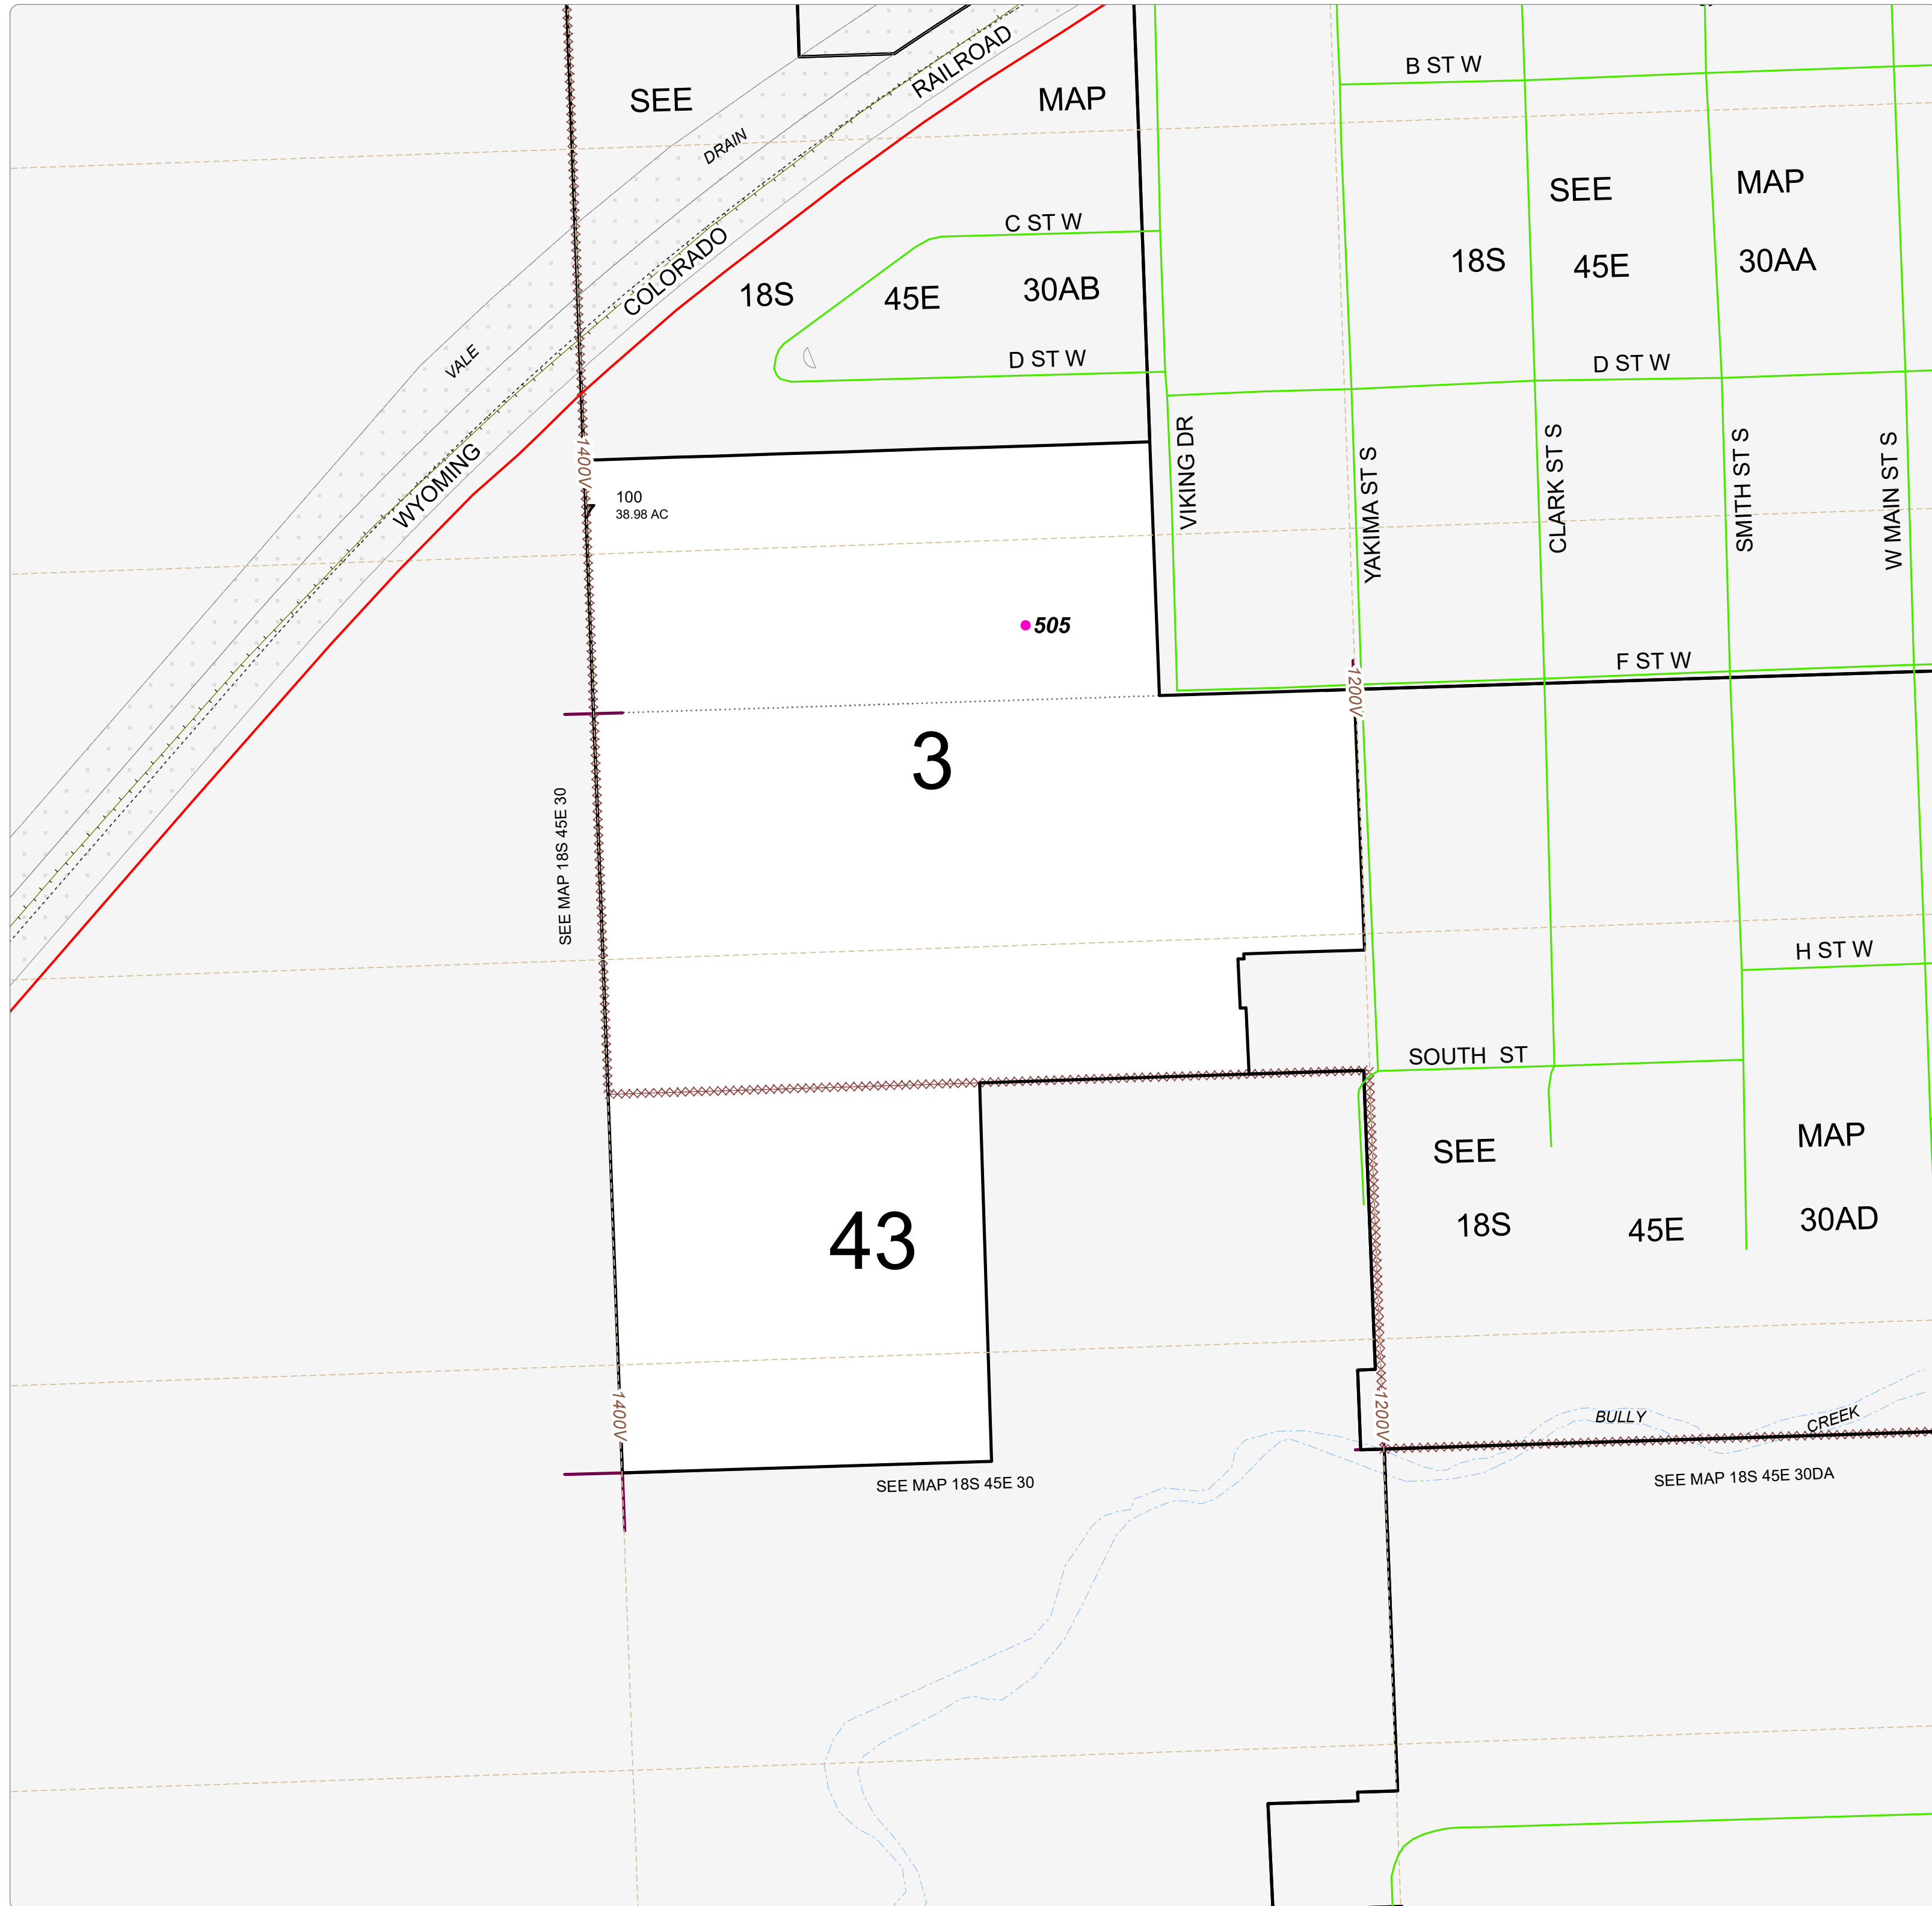 B ST W
SEE
MAP
RAILROAD
DRAIN
SEE
MAP
C ST W
COLORADO
18S
45E
30AB
18S
45E
30AA
VALE
D ST W
D ST W
WYOMING
1400V
7
100
38.98 AC
VIKING DR
YAKIMA ST S
CLARK ST S
SMITH ST S
W MAIN ST S
505
F ST W
1200V
3
SEE MAP 18S 45E 30
H ST W
SOUTH ST
SEE
MAP
43
18S
45E
30AD
1400V
1200V
BULLY
CREEK
SEE MAP 18S 45E 30
SEE MAP 18S 45E 30DA